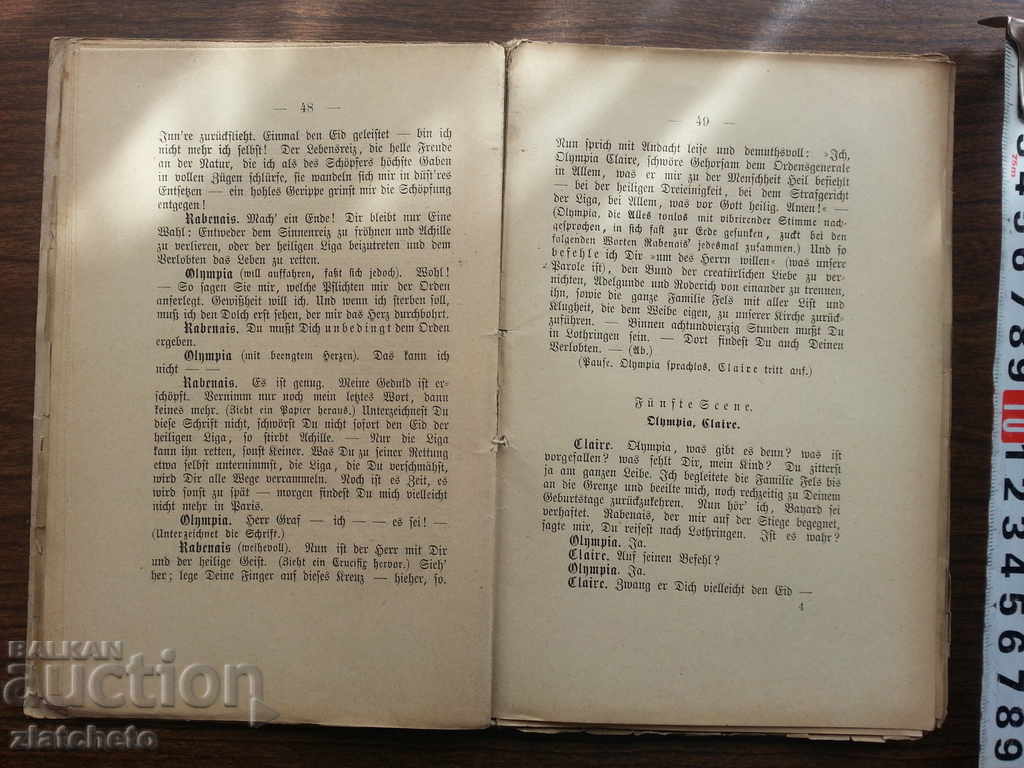 — 48 —
Inn're zurückflieht. Einmal den Eid geleistet — bin ich
nicht mehr ich selbst! Der Lebensreiz, die helle Freude
an der Natur, die ich als des Schöpfers höchste Gaben
in vollen Zügen schlürfe, sie wandeln sich mir in düst'res
Entsetzen — ein hohles Gerippe grinst mir die Schöpfung
entgegen!
Rabenais. Mach' ein Ende! Dir bleibt nur Eine
Wahl: Entweder dem Sinnenreiz zu fröhnen und Achille
zu verlieren, oder der heiligen Liga beizutreten und dem
Verlobten das Leben zu retten.
Olympia (will auffahren, faßt sich jedoch). Wohl!
— So sagen Sie mir, welche Pflichten mir der Orden
auferlegt. Gewißheit will ich. Und wenn ich sterben soll,
muß ich den Dolch erst sehen, der mir das Herz durchbohrt.
Rabenais. Du mußt Dich unbedingt dem Orden
ergeben.
Olympia (mit beengtem Herzen). Das kann ich
nicht — —
Rabenais. Es ist genug. Meine Geduld ist er-
schöpft. Vernimm nur noch mein letztes Wort, dann
keines mehr. (Zieht ein Papier heraus.) Unterzeichnest Du
diese Schrift nicht, schwörst Du nicht sofort den Eid der
heiligen Liga, so stirbt Achille. — Nur die Liga
kann ihn retten, sonst Keiner. Was Du zu seiner Rettung
etwa selbst unternimmst, die Liga, die Du verschmähst,
wird Dir alle Wege verrammeln. Noch ist es Zeit, es
wird sonst zu spät — morgen findest Du mich vielleicht
nicht mehr in Paris.
Olympia. Herr Graf — ich — — es sei! —
(Unterzeichnet die Schrift.)
Rabenais (weihevoll). Nun ist der Herr mit Dir
und der heilige Geist. (Zieht ein Crucifix hervor.) Sieh'
her; lege Deine Finger auf dieses Kreuz — hieher, so.
— 49 —
Nun sprich mit Andacht leise und demuthsvoll: »Ich,
Olympia Claire, schwöre Gehorsam dem Ordensgenerale
in Allem, was er mir zu der Menschheit Heil befiehlt
— bei der heiligen Dreieinigkeit, bei dem Strafgericht
der Liga, bei Allem, was vor Gott heilig. Amen!« —
(Olympia, die Alles tonlos mit vibrirender Stimme nach-
gesprochen, in sich fast zur Erde gesunken, zuckt bei den
folgenden Worten Rabenais' jedesmal zusammen.) Und so
befehle ich Dir »um des Herrn willen« (was unsere
Parole ist), den Bund der creatürlichen Liebe zu ver-
nichten, Adelgunde und Roderich von einander zu trennen,
ihn, sowie die ganze Familie Fels mit aller List und
Klugheit, die dem Weibe eigen, zu unserer Kirche zurück-
zuführen. — Binnen achtundvierzig Stunden mußt Du
in Lothringen sein. — Dort findest Du auch Deinen
Verlobten. — (Ab.)
(Pause. Olympia sprachlos. Claire tritt auf.)
Fünfte Scene.
Olympia, Claire.
Claire. Olympia, was gibt es denn? was ist
vorgefallen? was fehlt Dir, mein Kind? Du zitterst
ja am ganzen Leibe. Ich begleitete die Familie Fels bis
an die Grenze und beeilte mich, noch rechtzeitig zu Deinem
Geburtstage zurückzukehren. Nun hör' ich, Bayard sei
verhaftet. Rabenais, der mir auf der Stiege begegnet,
sagte mir, Du reisest nach Lothringen. Ist es wahr?
Olympia. Ja.
Claire. Auf seinen Befehl?
Olympia. Ja.
Claire. Zwang er Dich vielleicht den Eid —
4
BALKAN
auction
zlatcheto
75m
3 4 5 6 7 8 9 10 1 2 3 4 5 6 7 8 9